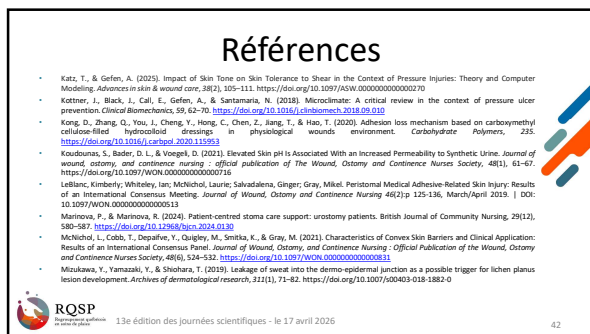 Références
• Katz, T., & Gefen, A. (2025). Impact of Skin Tone on Skin Tolerance to Shear in the Context of Pressure Injuries: Theory and Computer
Modeling. Advances in skin & wound care, 38(2), 105–111. https://doi.org/10.1097/ASW.0000000000000270
• Kottner, J., Black, J., Call, E., Gefen, A., & Santamaria, N. (2018). Microclimate: A critical review in the context of pressure ulcer
prevention. Clinical Biomechanics, 59, 62–70. https://doi.org/10.1016/j.clinbiomech.2018.09.010
• Kong, D., Zhang, Q., You, J., Cheng, Y., Hong, C., Chen, Z., Jiang, T., & Hao, T. (2020). Adhesion loss mechanism based on carboxymethyl
cellulose-filled hydrocolloid dressings in physiological wounds environment. Carbohydrate Polymers, 235.
https://doi.org/10.1016/j.carbpol.2020.115953
• Koudounas, S., Bader, D. L., & Voegeli, D. (2021). Elevated Skin pH Is Associated With an Increased Permeability to Synthetic Urine. Journal of
wound, ostomy, and continence nursing : official publication of The Wound, Ostomy and Continence Nurses Society, 48(1), 61–67.
https://doi.org/10.1097/WON.0000000000000716
• LeBlanc, Kimberly; Whiteley, Ian; McNichol, Laurie; Salvadalena, Ginger; Gray, Mikel. Peristomal Medical Adhesive-Related Skin Injury: Results
of an International Consensus Meeting. Journal of Wound, Ostomy and Continence Nursing 46(2):p 125-136, March/April 2019. | DOI:
10.1097/WON.0000000000000513
• Marinova, P., & Marinova, R. (2024). Patient-centred stoma care support: urostomy patients. British Journal of Community Nursing, 29(12),
580–587. https://doi.org/10.12968/bjcn.2024.0130
• McNichol, L., Cobb, T., Depaifve, Y., Quigley, M., Smitka, K., & Gray, M. (2021). Characteristics of Convex Skin Barriers and Clinical Application:
Results of an International Consensus Panel. Journal of Wound, Ostomy, and Continence Nursing : Official Publication of the Wound, Ostomy
and Continence Nurses Society, 48(6), 524–532. https://doi.org/10.1097/WON.0000000000000831
• Mizukawa, Y., Yamazaki, Y., & Shiohara, T. (2019). Leakage of sweat into the dermo-epidermal junction as a possible trigger for lichen planus
lesion development. Archives of dermatological research, 311(1), 71–82. https://doi.org/10.1007/s00403-018-1882-0
RQSP
Regroupement québécois
en soins de plaies
13e édition des journées scientifiques - le 17 avril 2026
42